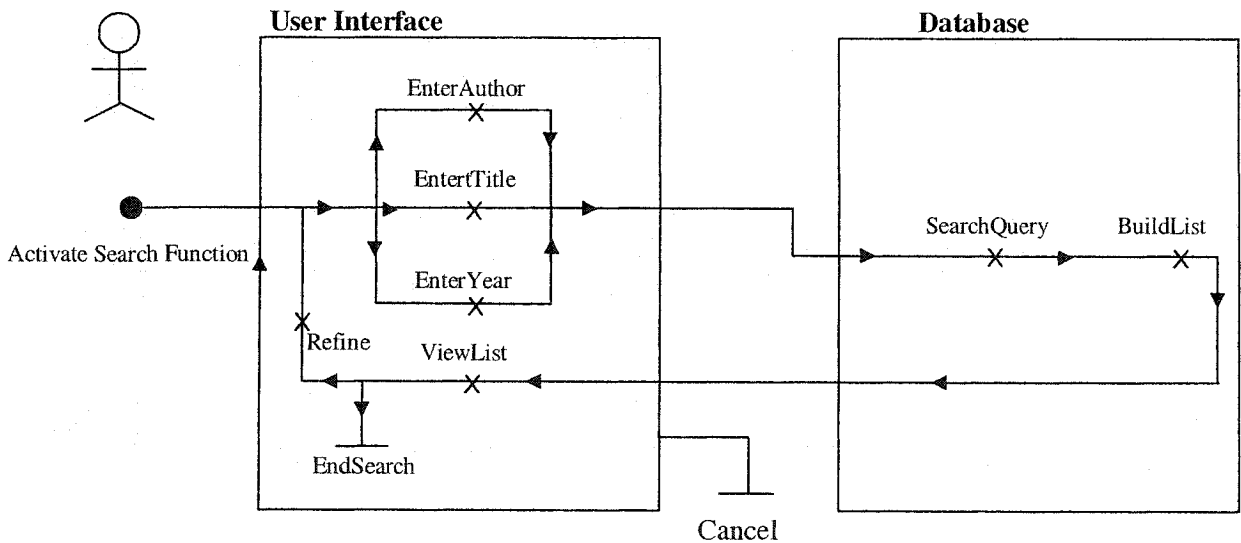 User Interface
Database
EnterAuthor
EntertTitle
SearchQuery
BuildList
Activate Search Function
EnterYear
Refine
ViewList
EndSearch
Cancel